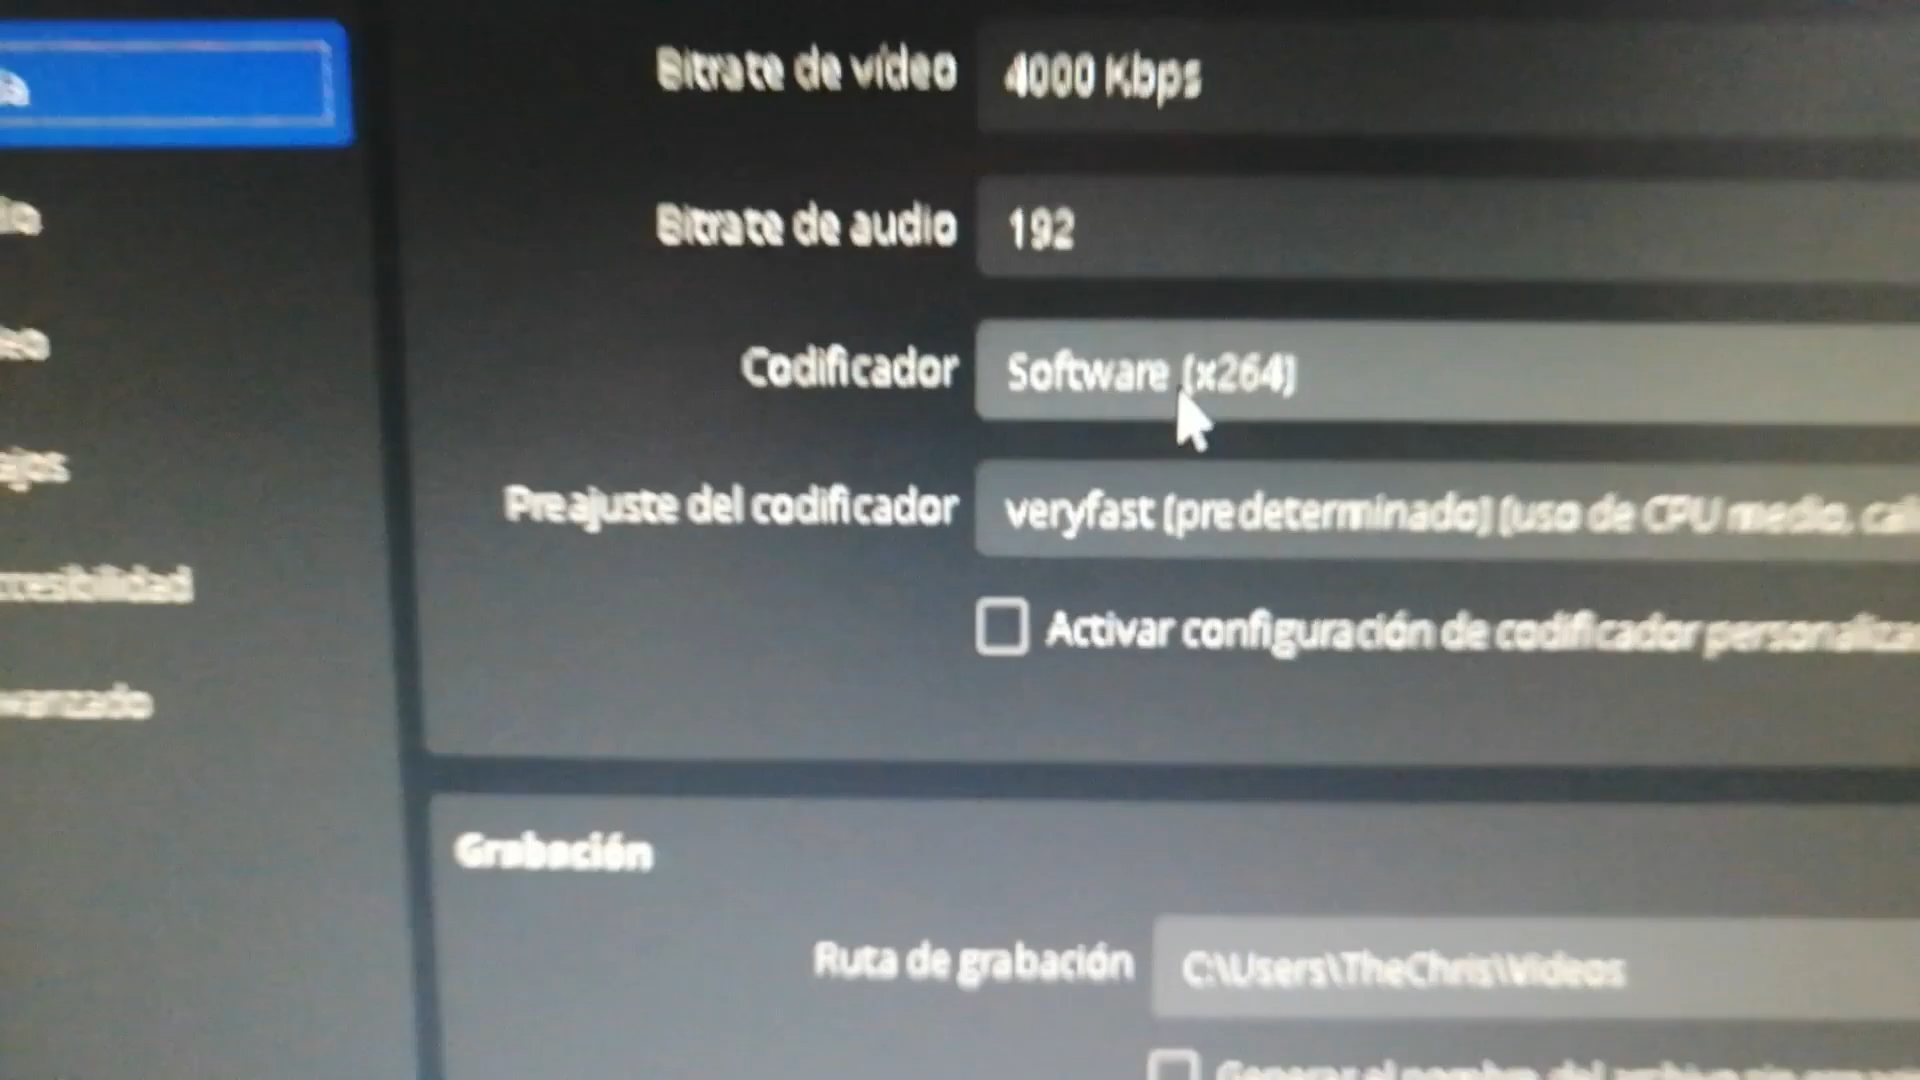 Bitrate de vídeo 4000 Kbps
Bitrate de audio 192
Codificador Software (x264)
Preajuste del codificador veryfast (predeterminado) (uso de CPU medio,
Activar configuración de codificador
Grabación
Ruta de grabación C:\Users\TheChris\Videos